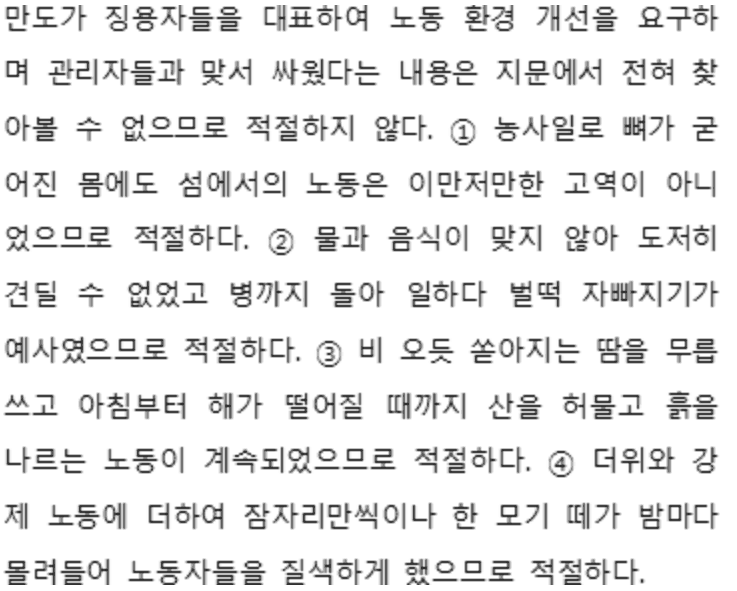 만도가 징용자들을 대표하여 노동 환경 개선을 요구하
며 관리자들과 맞서 싸웠다는 내용은 지문에서 전혀 찾
아볼 수 없으므로 적절하지 않다. ① 농사일로 뼈가 굳
어진 몸에도 섬에서의 노동은 이만저만한 고역이 아니
었으므로 적절하다. ② 물과 음식이 맞지 않아 도저히
견딜 수 없었고 병까지 돌아 일하다 벌떡 자빠지기가
예사였으므로 적절하다. ③ 비 오듯 쏟아지는 땀을 무릅
쓰고 아침부터 해가 떨어질 때까지 산을 허물고 흙을
나르는 노동이 계속되었으므로 적절하다. ④ 더위와 강
제 노동에 더하여 잠자리만씩이나 한 모기 떼가 밤마다
몰려들어 노동자들을 질색하게 했으므로 적절하다.